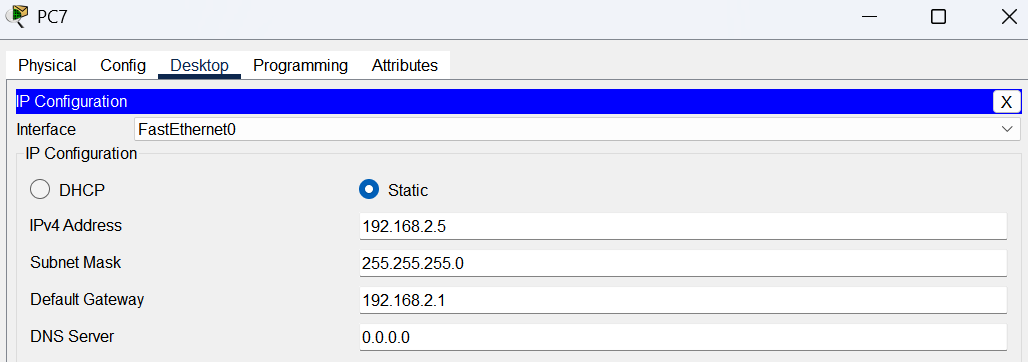 PC7
Physical Config Desktop Programming Attributes
IP Configuration X
Interface FastEthernet0
IP Configuration
DHCP Static
IPv4 Address 192.168.2.5
Subnet Mask 255.255.255.0
Default Gateway 192.168.2.1
DNS Server 0.0.0.0